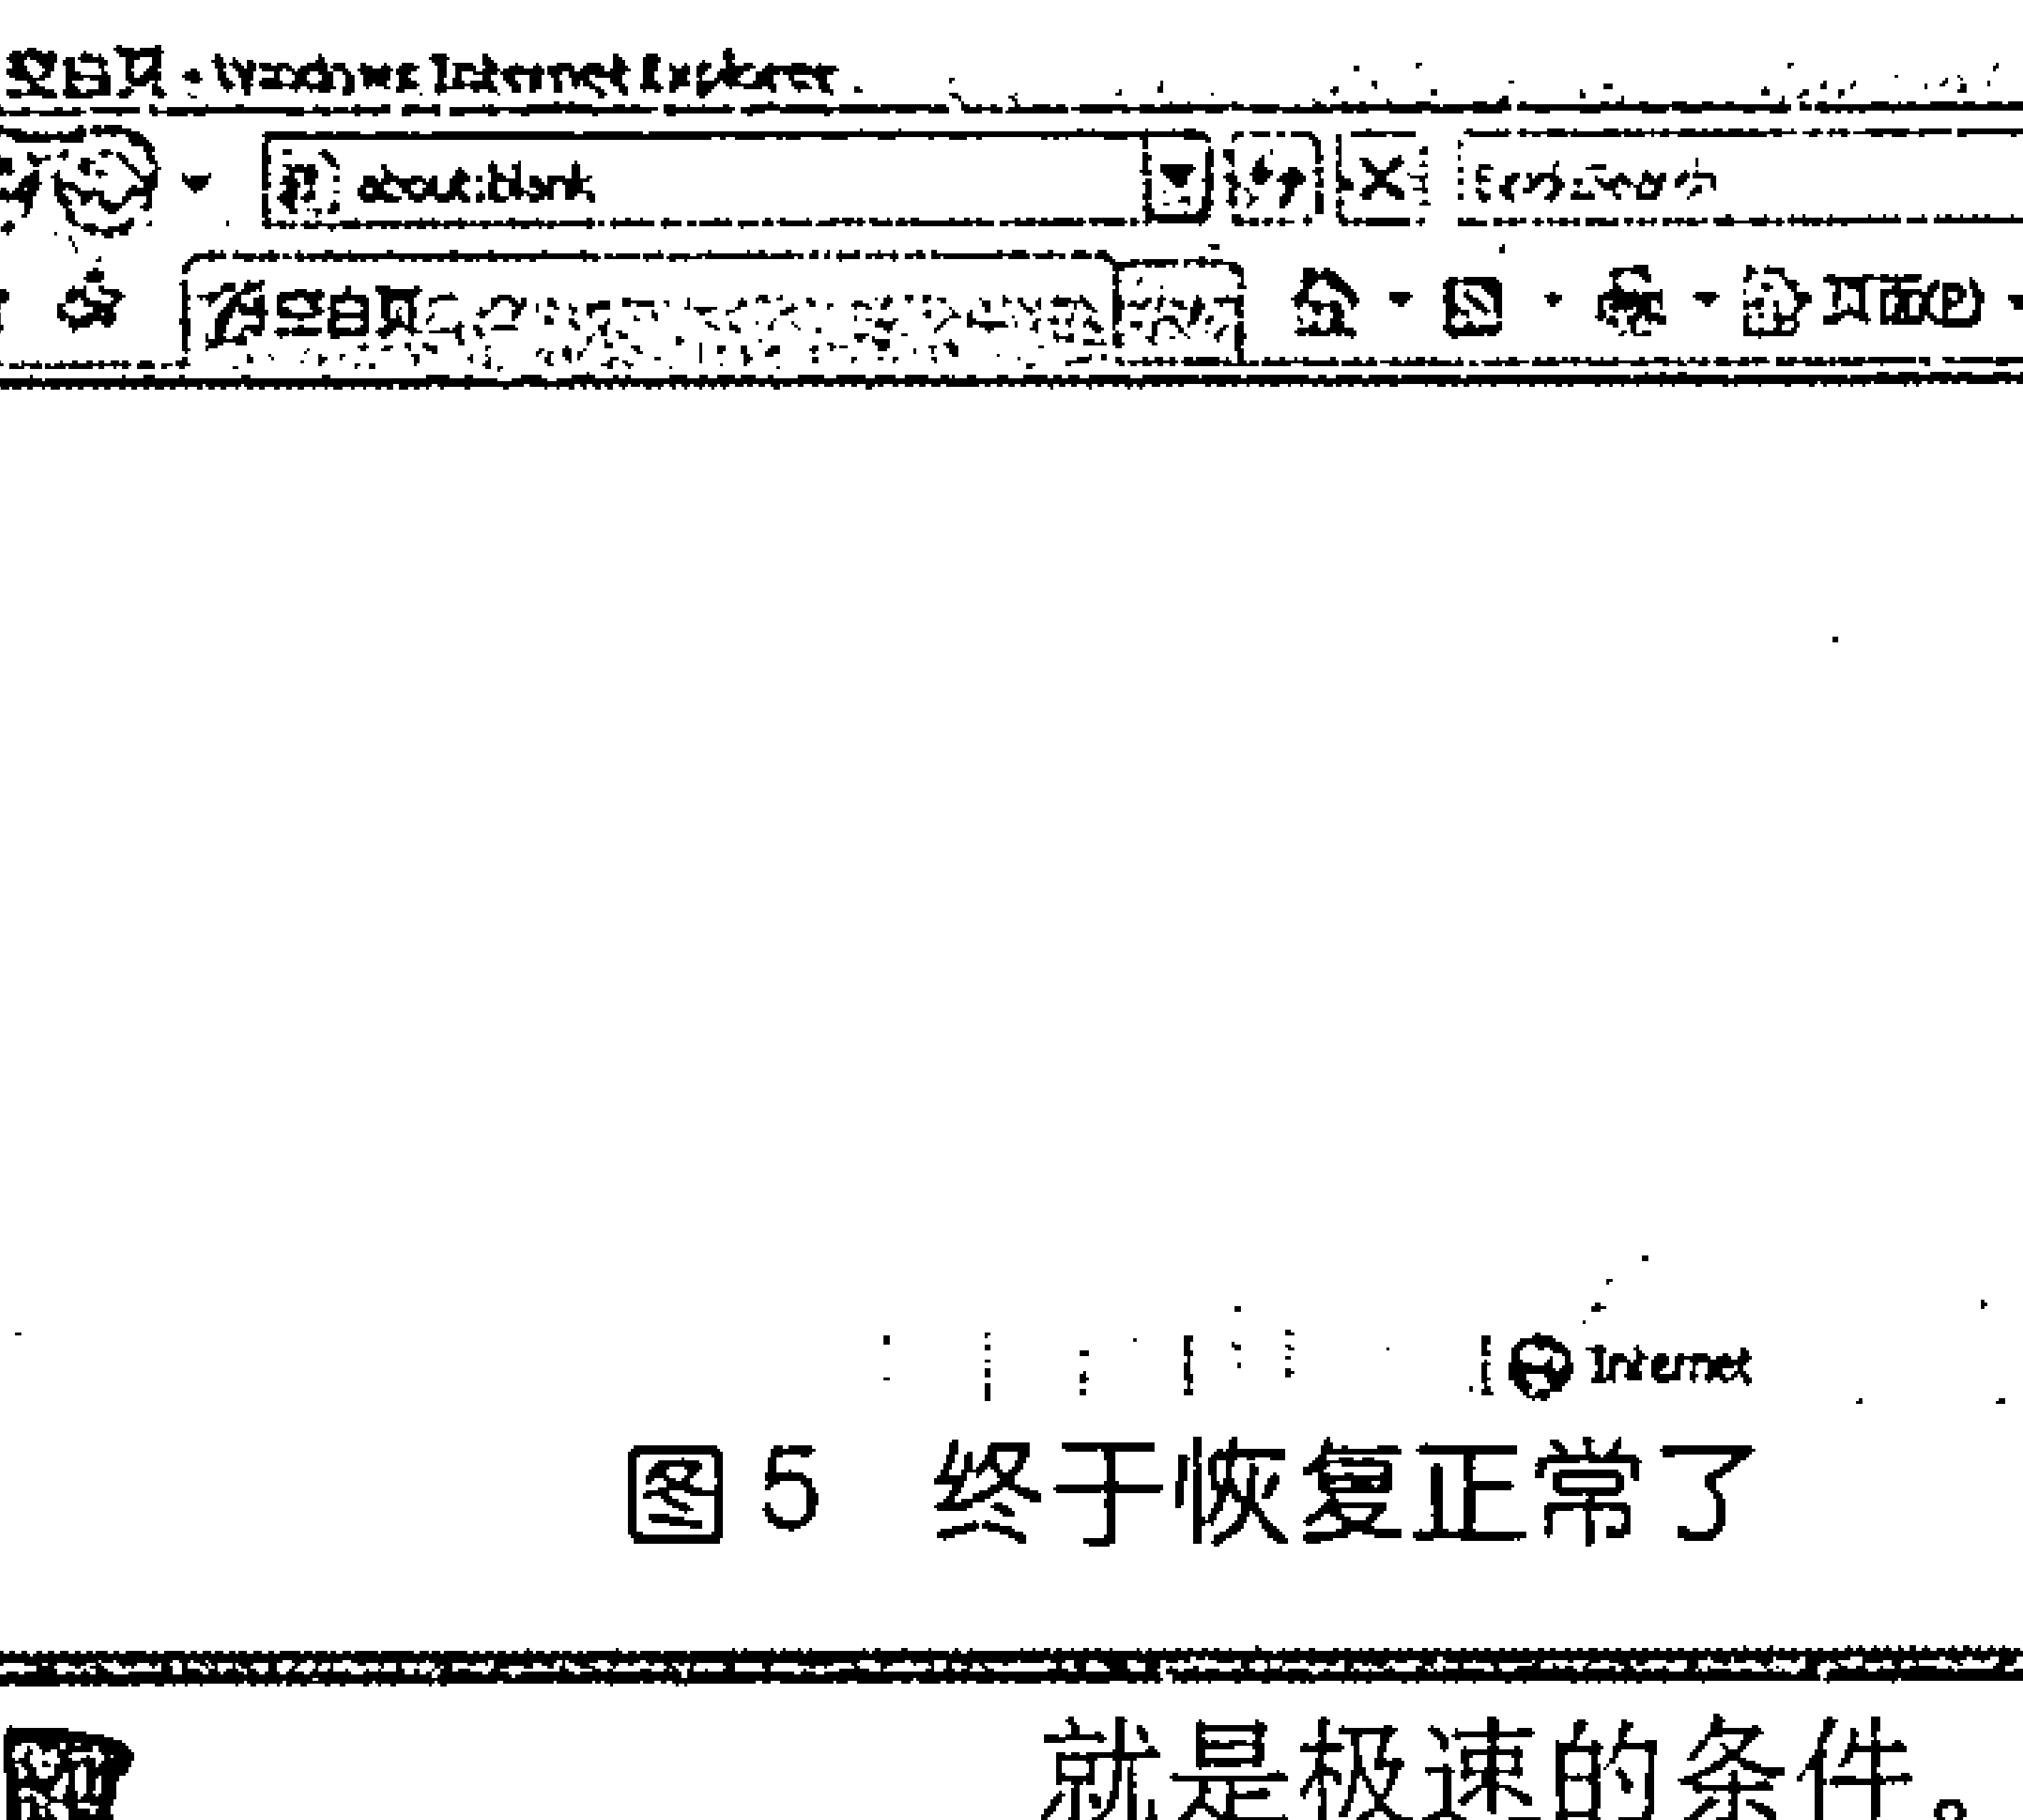 空白页 - Windows Internet Explorer
about:blank
空白页
页面(P)
Internet
图 5 终于恢复正常了
就是极速的条件。